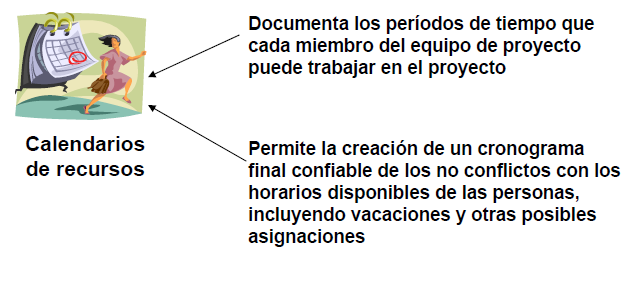 Documenta los períodos de tiempo que
cada miembro del equipo de proyecto
puede trabajar en el proyecto
Calendarios
de recursos
Permite la creación de un cronograma
final confiable de los no conflictos con los
horarios disponibles de las personas,
incluyendo vacaciones y otras posibles
asignaciones